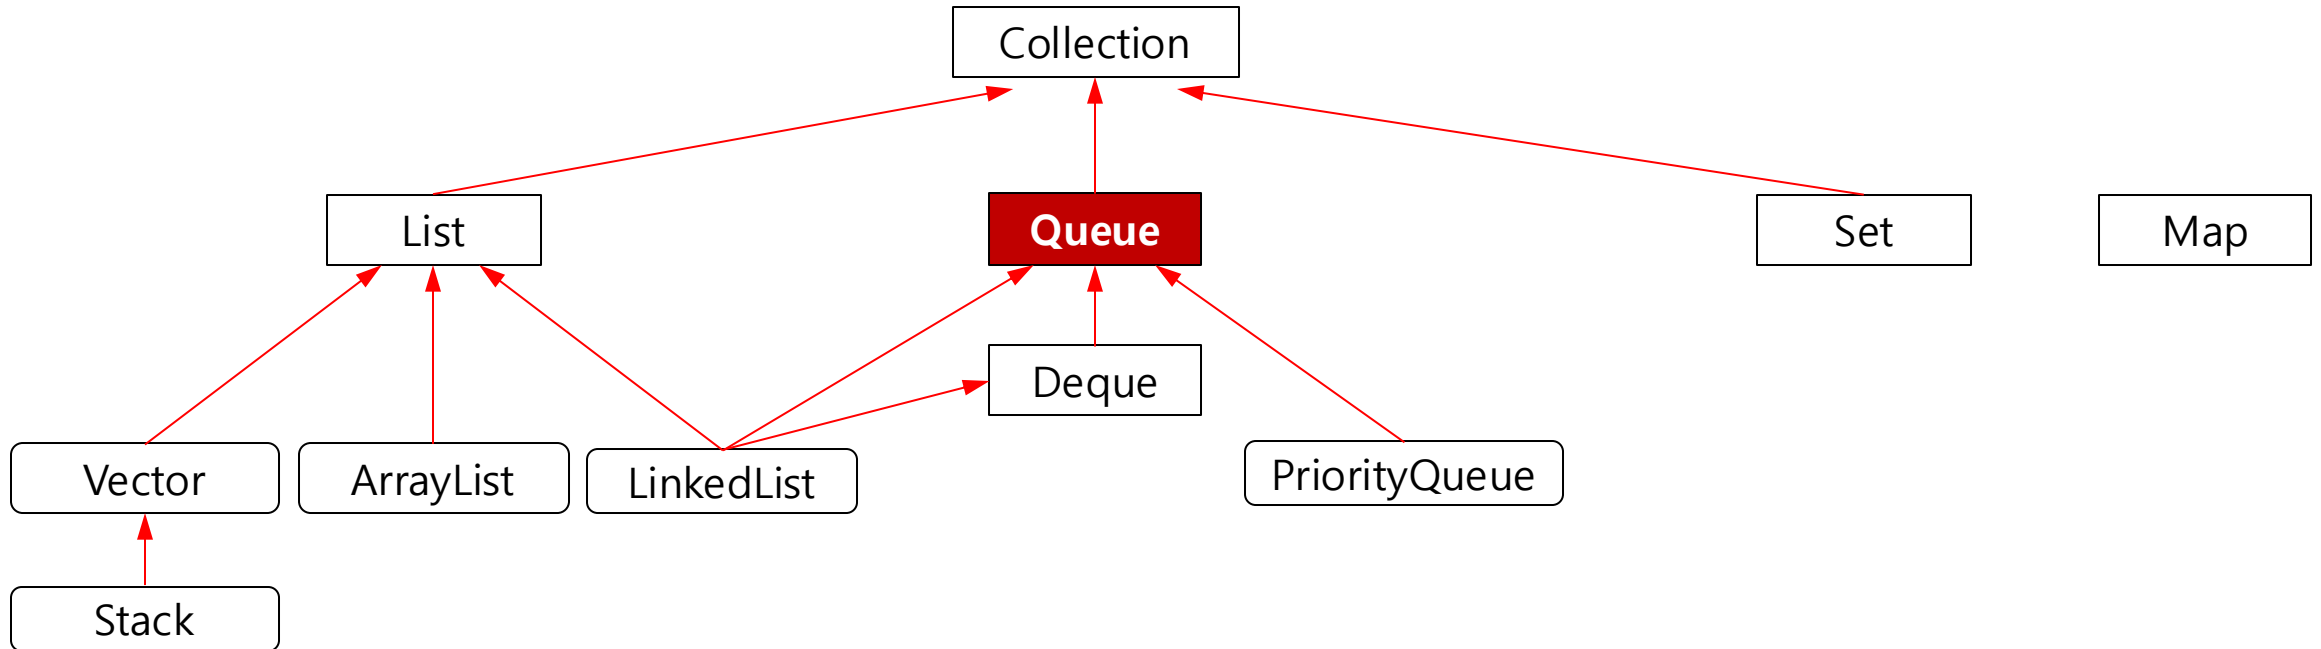 Collection
List
Queue
Set
Map
Deque
Vector
ArrayList
LinkedList
PriorityQueue
Stack